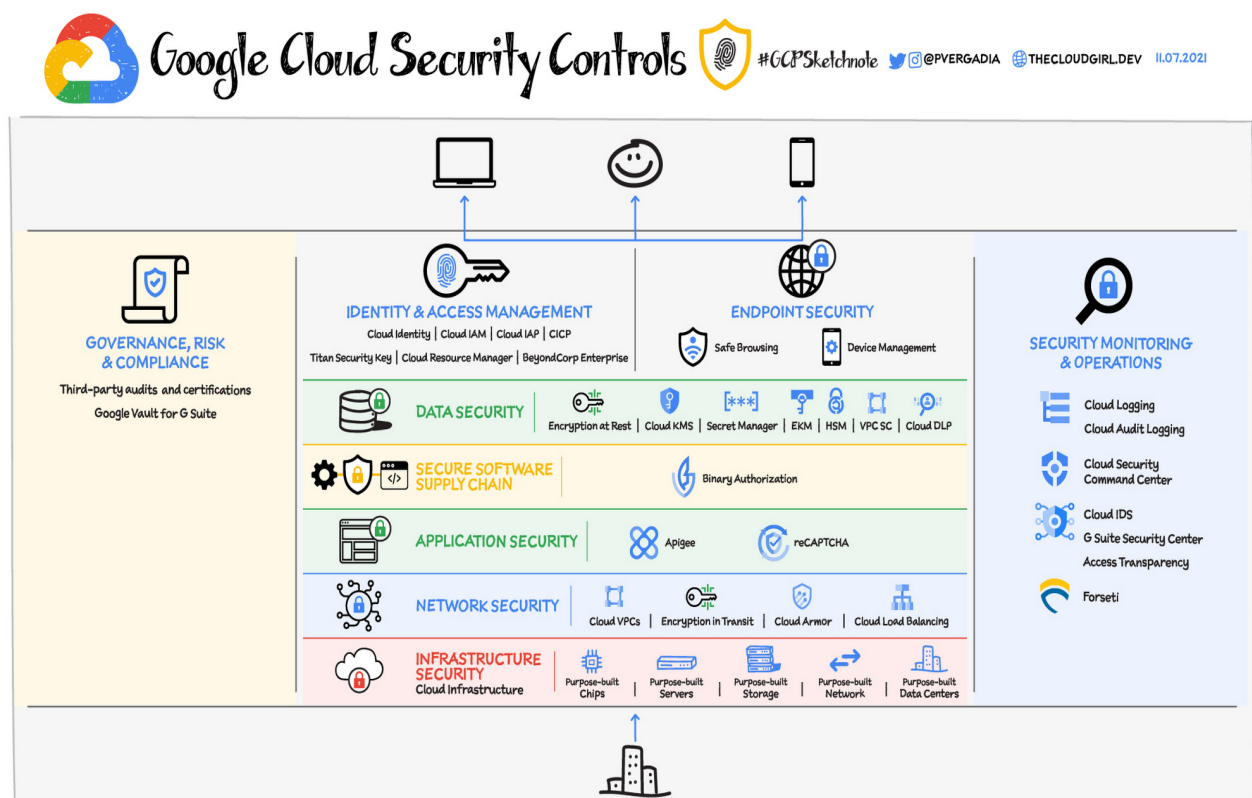 Google Cloud Security Controls
#GCPSketchnote @PVERGADIA THECLOUDGIRL.DEV 11.07.2021
GOVERNANCE, RISK
& COMPLIANCE
Third-party audits and certifications
Google Vault for G Suite
IDENTITY & ACCESS MANAGEMENT
Cloud Identity | Cloud IAM | Cloud IAP | CICP
Titan Security Key | Cloud Resource Manager | BeyondCorp Enterprise
ENDPOINT SECURITY
Safe Browsing
Device Management
DATA SECURITY
[***]
Encryption at Rest | Cloud KMS | Secret Manager | EKM | HSM | VPC SC | Cloud DLP
</>
SECURE SOFTWARE
SUPPLY CHAIN
Binary Authorization
APPLICATION SECURITY
Apigee
reCAPTCHA
NETWORK SECURITY
Cloud VPCs | Encryption in Transit | Cloud Armor | Cloud Load Balancing
INFRASTRUCTURE
SECURITY
Cloud Infrastructure
Purpose-built
Chips
Purpose-built
Servers
Purpose-built
Storage
Purpose-built
Network
Purpose-built
Data Centers
SECURITY MONITORING
& OPERATIONS
Cloud Logging
Cloud Audit Logging
Cloud Security
Command Center
Cloud IDS
G Suite Security Center
Access Transparency
Forseti